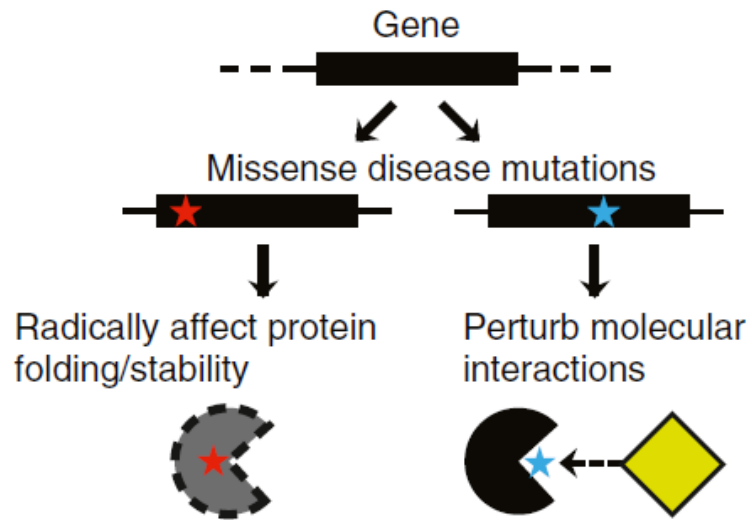 Gene
Missense disease mutations
Radically affect protein
folding/stability
Perturb molecular
interactions